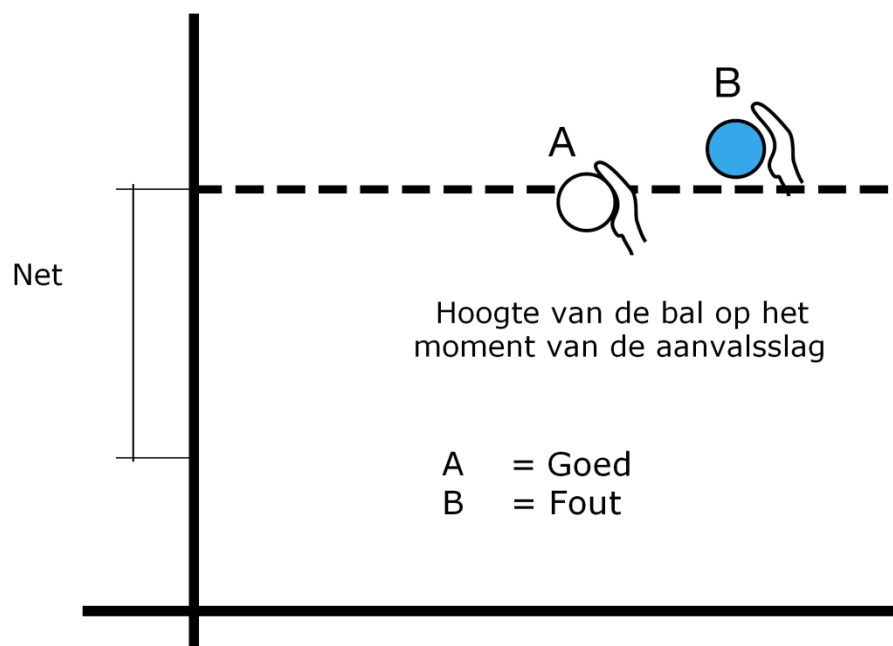 B
A
Net
Hoogte van de bal op het
moment van de aanvalsslag
A = Goed
B = Fout